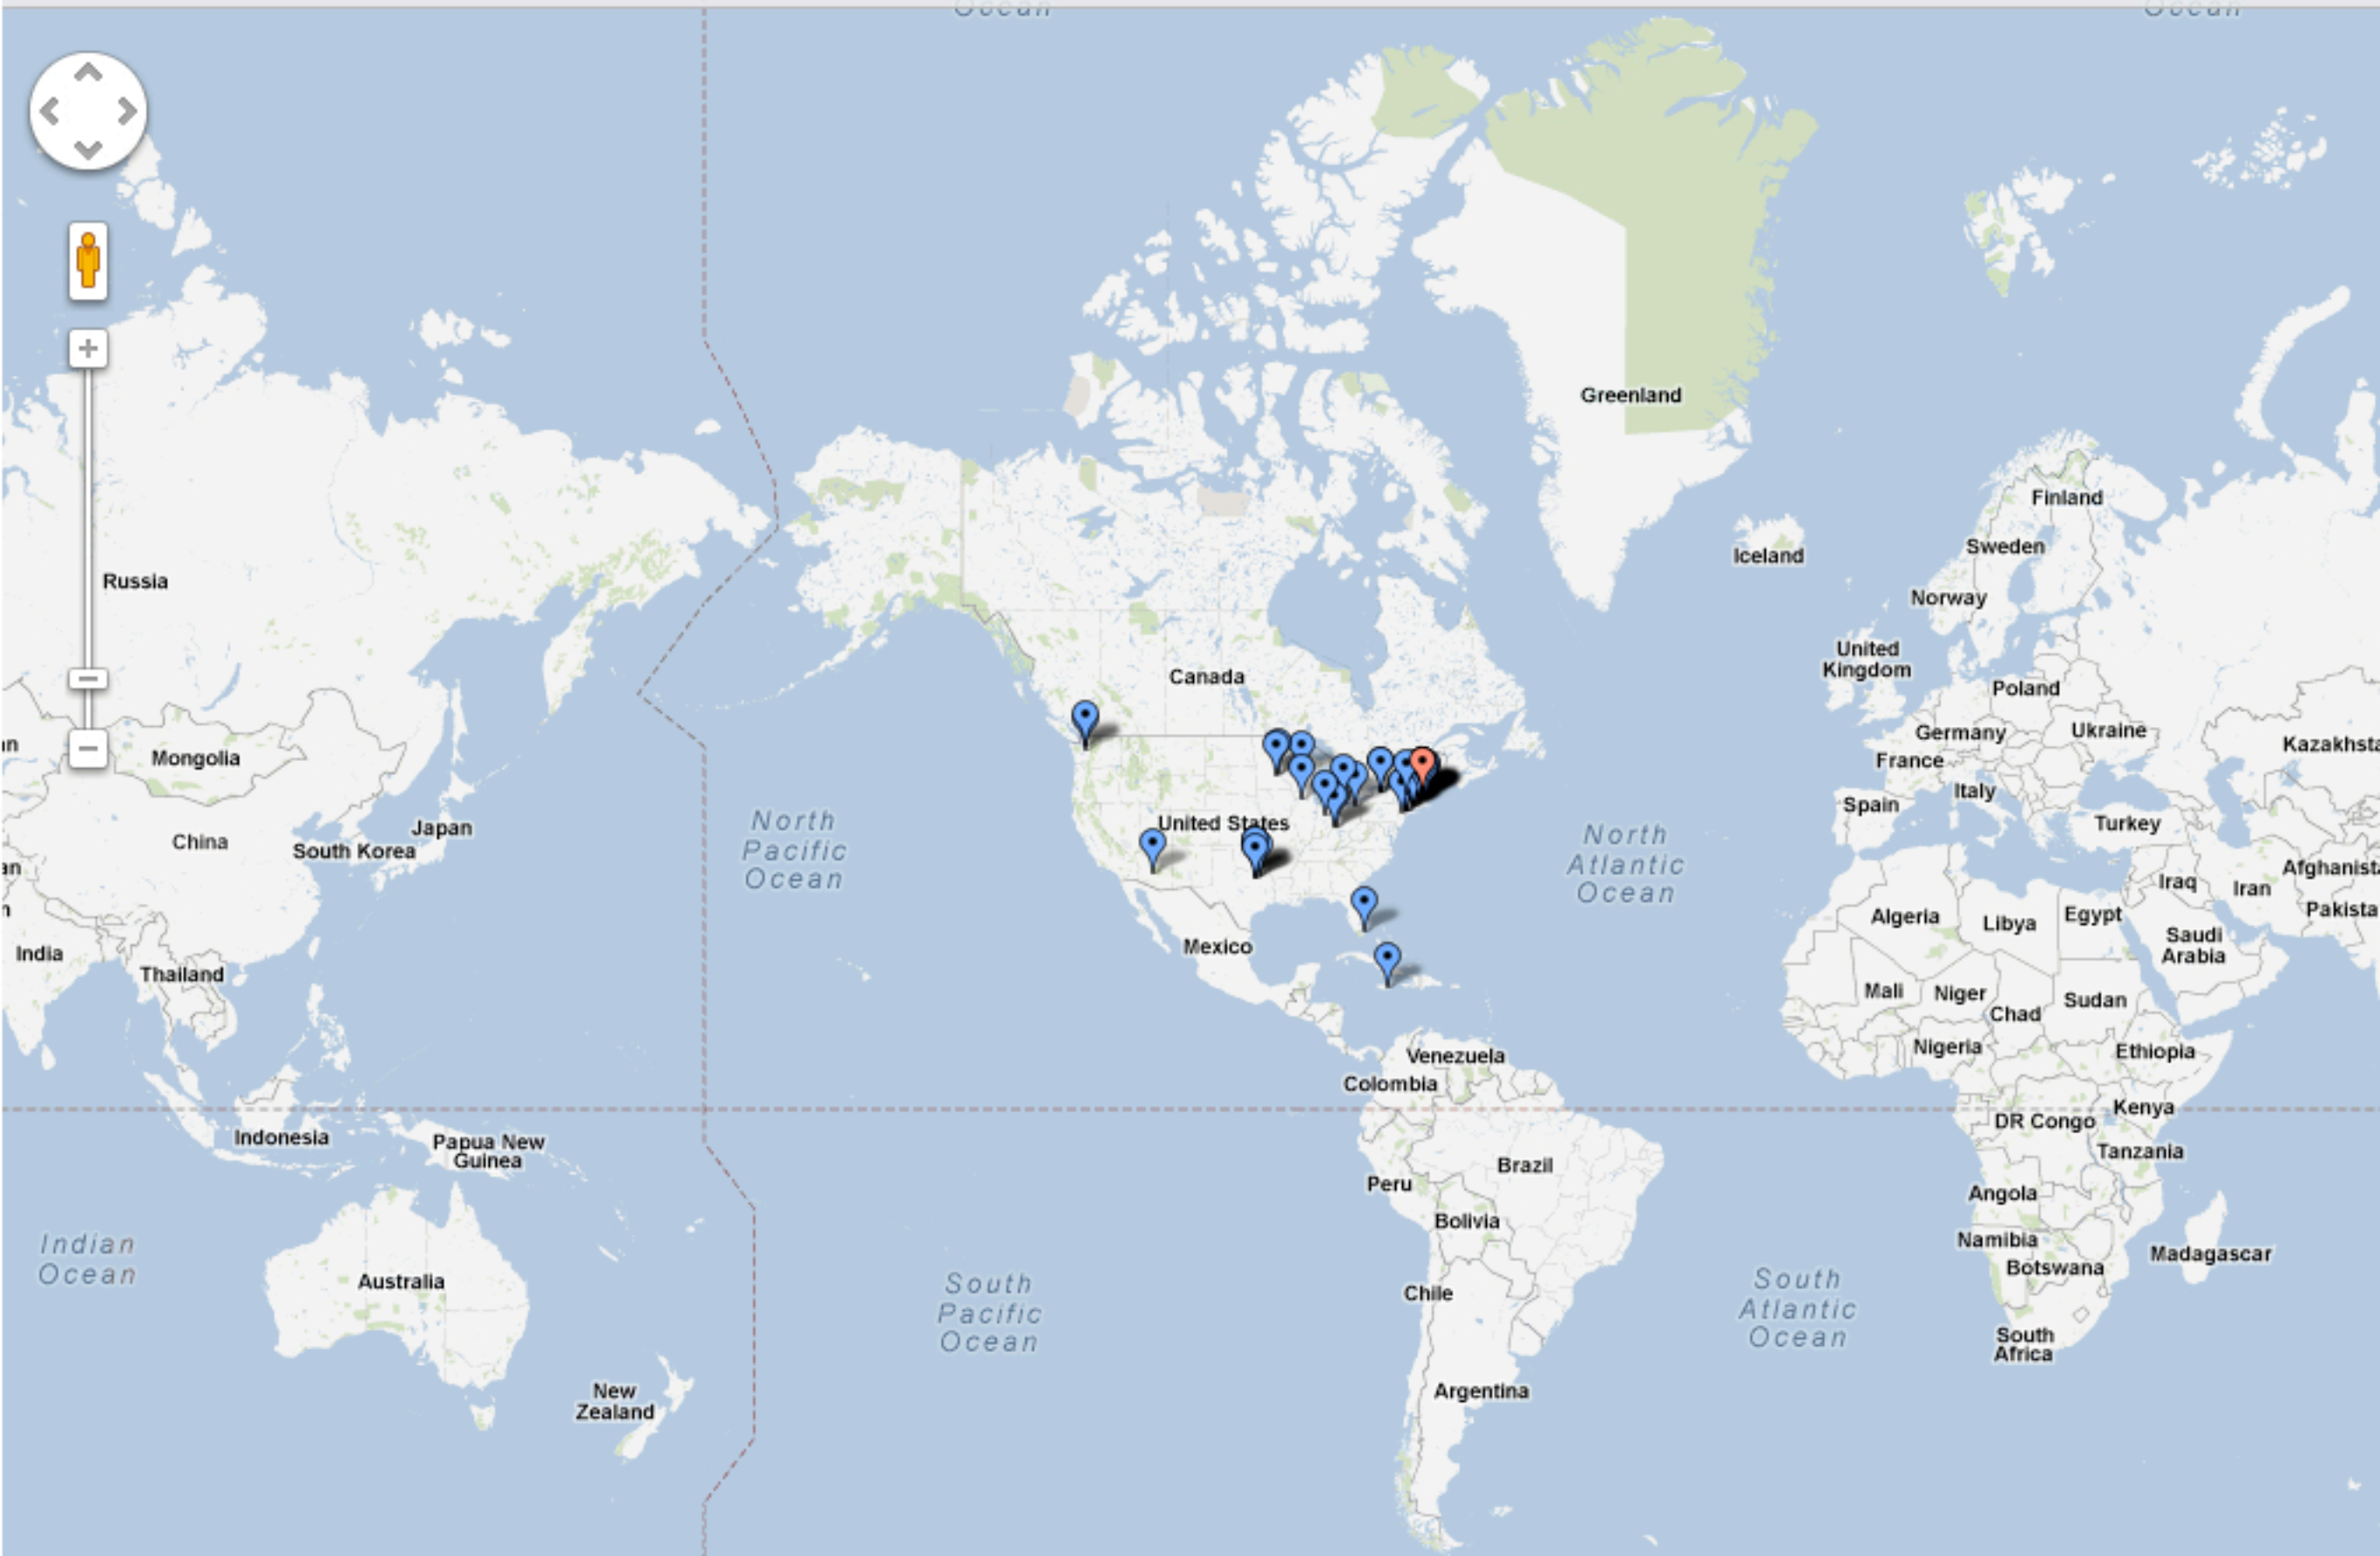 Ocean
Ocean
Greenland
Finland
Sweden
Iceland
Norway
Russia
United
Kingdom
Canada
Poland
Germany
Ukraine
Mongolia
France
Kazakhsta
an
Italy
Spain
United States
North
Pacific
Ocean
North
Atlantic
Ocean
Turkey
Japan
China
South Korea
Afghanista
an
Iraq
Iran
Pakista
n
Algeria
Libya
Egypt
Mexico
India
Saudi
Arabia
Thailand
Mali
Niger
Sudan
Chad
Nigeria
Ethiopia
Venezuela
Colombia
Kenya
DR Congo
Indonesia
Papua New
Guinea
Tanzania
Brazil
Peru
Angola
Bolivia
Namibia
Indian
Ocean
Madagascar
Botswana
Australia
South
Pacific
Ocean
Chile
South
Atlantic
Ocean
South
Africa
New
Zealand
Argentina